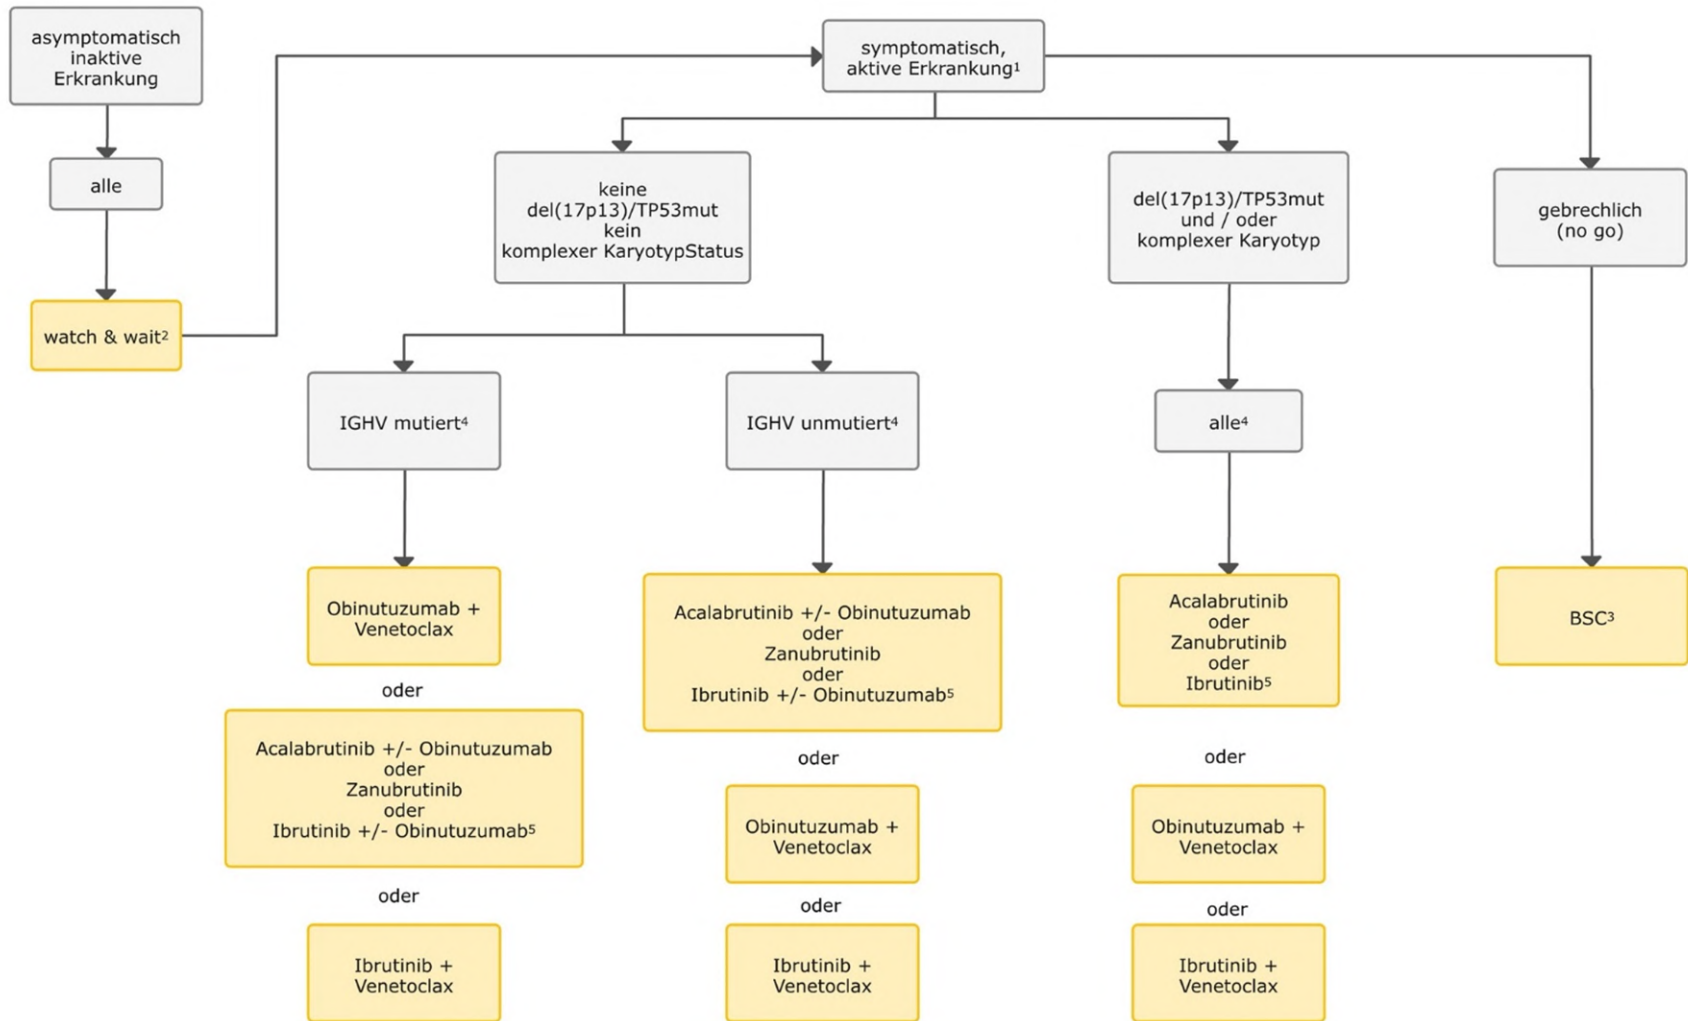 asymptomatisch
inaktive
Erkrankung
alle
watch & wait²
symptomatisch,
aktive Erkrankung¹
keine
del(17p13)/TP53mut
kein
komplexer KaryotypStatus
del(17p13)/TP53mut
und / oder
komplexer Karyotyp
gebrechlich
(no go)
IGHV mutiert⁴
IGHV unmutiert⁴
alle⁴
Obinutuzumab +
Venetoclax
oder
Acalabrutinib +/- Obinutuzumab
oder
Zanubrutinib
oder
Ibrutinib +/- Obinutuzumab⁵
oder
Ibrutinib +
Venetoclax
Acalabrutinib +/- Obinutuzumab
oder
Zanubrutinib
oder
Ibrutinib +/- Obinutuzumab⁵
oder
Obinutuzumab +
Venetoclax
oder
Ibrutinib +
Venetoclax
Acalabrutinib
oder
Zanubrutinib
oder
Ibrutinib⁵
oder
Obinutuzumab +
Venetoclax
oder
Ibrutinib +
Venetoclax
BSC³